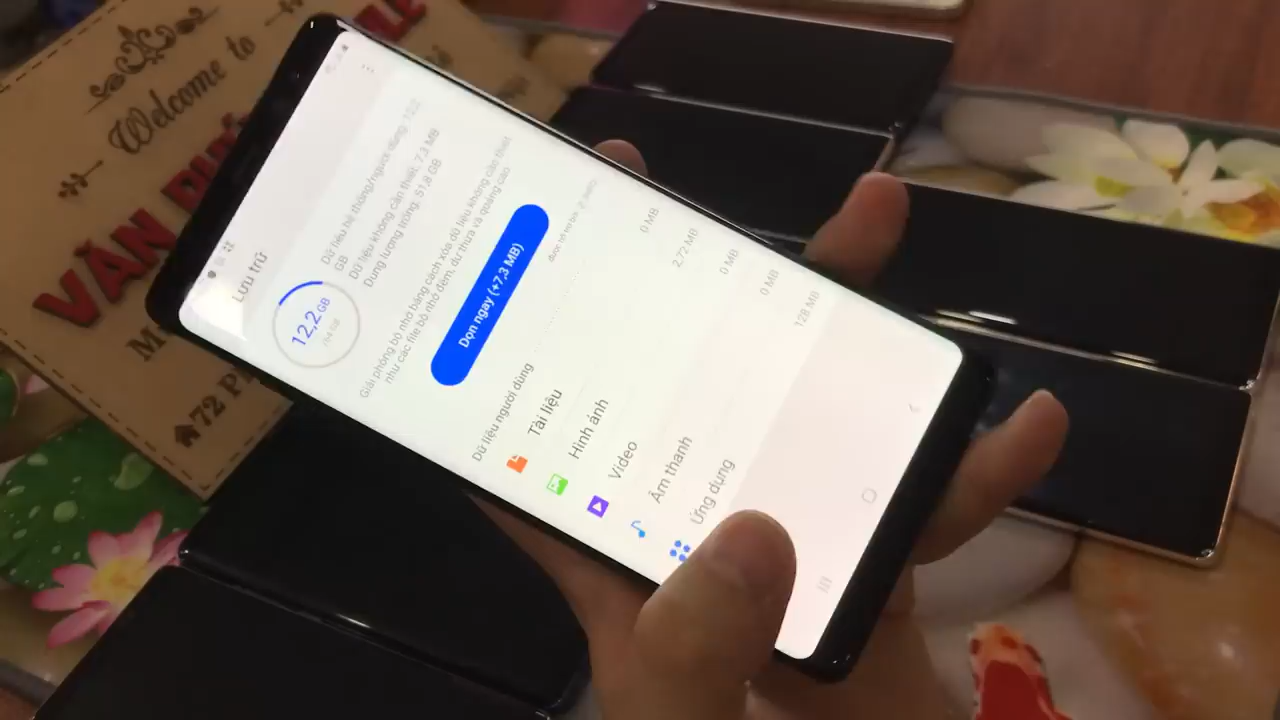 Welcome to
VĂN
72
Lưu trữ
12,2 GB
/64 GB
Dữ liệu hệ thống/người dùng: 12,2
GB
Dữ liệu không cần thiết: 7,3 MB
Dung lượng trống: 51,8 GB
Giải phóng bộ nhớ bằng cách xóa dữ liệu không cần thiết
như các file bộ nhớ đệm, dư thừa và quảng cáo.
Dọn ngay (+7,3 MB)
Dữ liệu người dùng
Tài liệu
0 MB
Hình ảnh
2,72 MB
Video
0 MB
Âm thanh
0 MB
Ứng dụng
128 MB